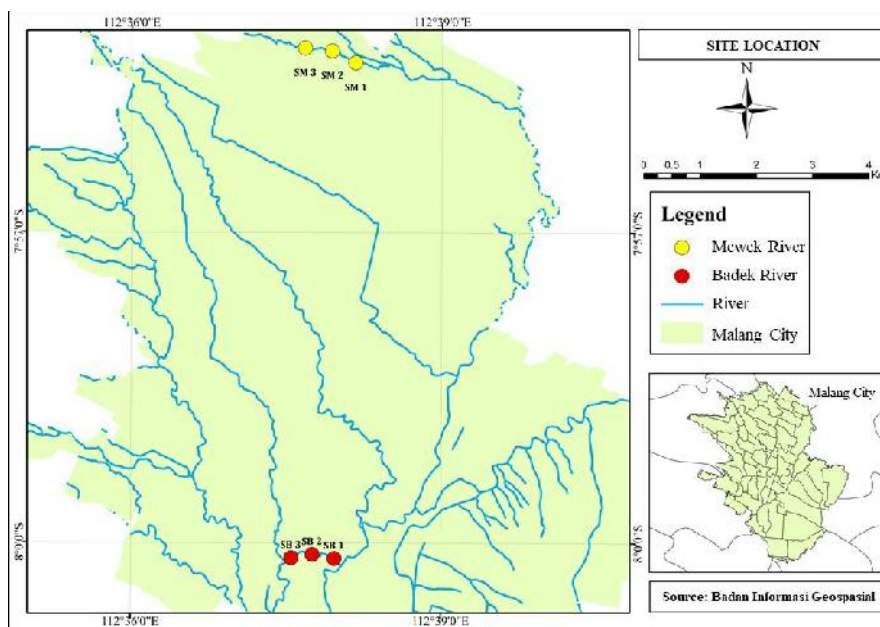 112°36'0"E
112°39'0"E
SM 3
SM 2
SM 1
7°57'0"S
7°57'0"S
SB 3
SB 2
SB 1
8°0'0"S
8°0'0"S
112°36'0"E
112°39'0"E
SITE LOCATION
N
0 0.5 1 2 3 4
Legend
Mewek River
Badek River
River
Malang City
Malang City
Source: Badan Informasi Geospasial